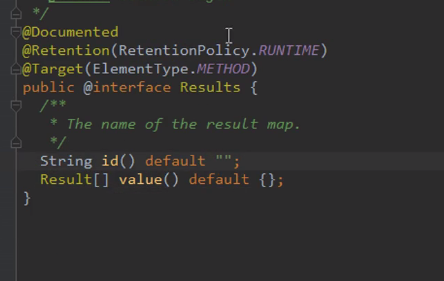 */
@Documented
@Retention(RetentionPolicy.RUNTIME)
@Target(ElementType.METHOD)
public @interface Results {
/**
* The name of the result map.
*/
String id() default "";
Result[] value() default {};
}